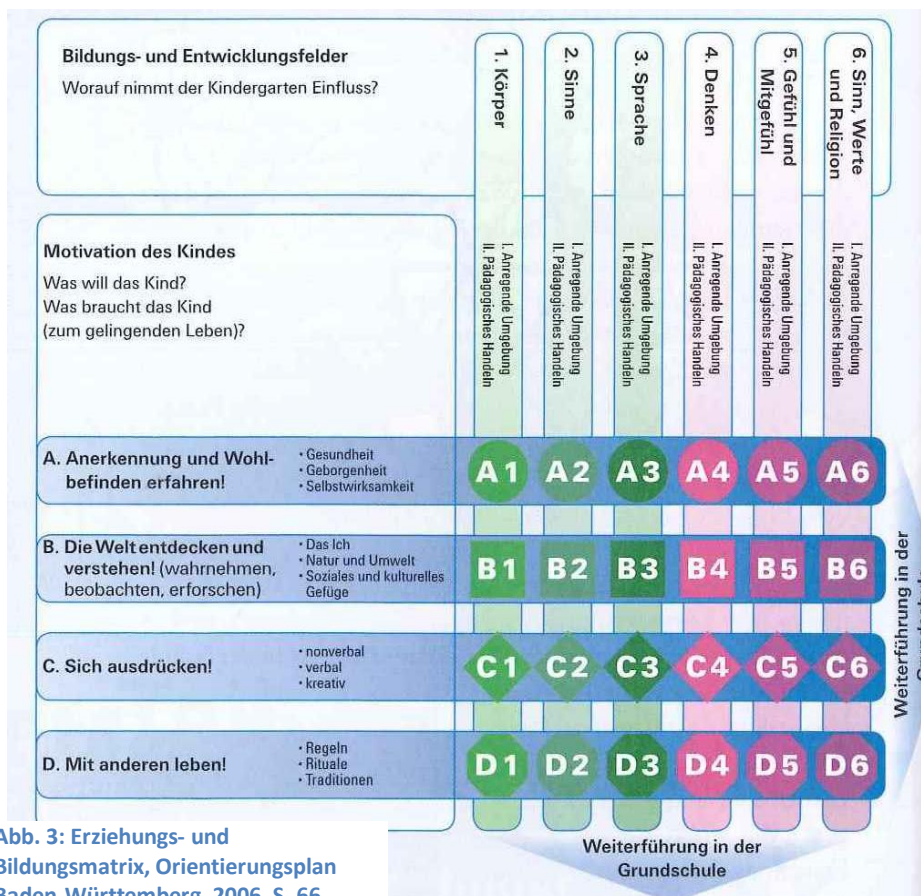 Bildungs- und Entwicklungsfelder
Worauf nimmt der Kindergarten Einfluss?
1. Körper
2. Sinne
3. Sprache
4. Denken
5. Gefühl und
Mitgefühl
6. Sinn, Werte
und Religion
Motivation des Kindes
Was will das Kind?
Was braucht das Kind
(zum gelingenden Leben)?
I. Anregende Umgebung
II. Pädagogisches Handeln
I. Anregende Umgebung
II. Pädagogisches Handeln
I. Anregende Umgebung
II. Pädagogisches Handeln
I. Anregende Umgebung
II. Pädagogisches Handeln
I. Anregende Umgebung
II. Pädagogisches Handeln
I. Anregende Umgebung
II. Pädagogisches Handeln
A. Anerkennung und Wohl-
befinden erfahren!
• Gesundheit
• Geborgenheit
• Selbstwirksamkeit
A1 A2 A3 A4 A5 A6
B. Die Welt entdecken und
verstehen! (wahrnehmen,
beobachten, erforschen)
• Das Ich
• Natur und Umwelt
• Soziales und kulturelles
Gefüge
B1 B2 B3 B4 B5 B6
C. Sich ausdrücken!
• nonverbal
• verbal
• kreativ
C1 C2 C3 C4 C5 C6
D. Mit anderen leben!
• Regeln
• Rituale
• Traditionen
D1 D2 D3 D4 D5 D6
Weiterführung in der
Weiterführung in der
Grundschule
Abb. 3: Erziehungs- und
Bildungsmatrix, Orientierungsplan
Baden-Württemberg, 2006, S. 66